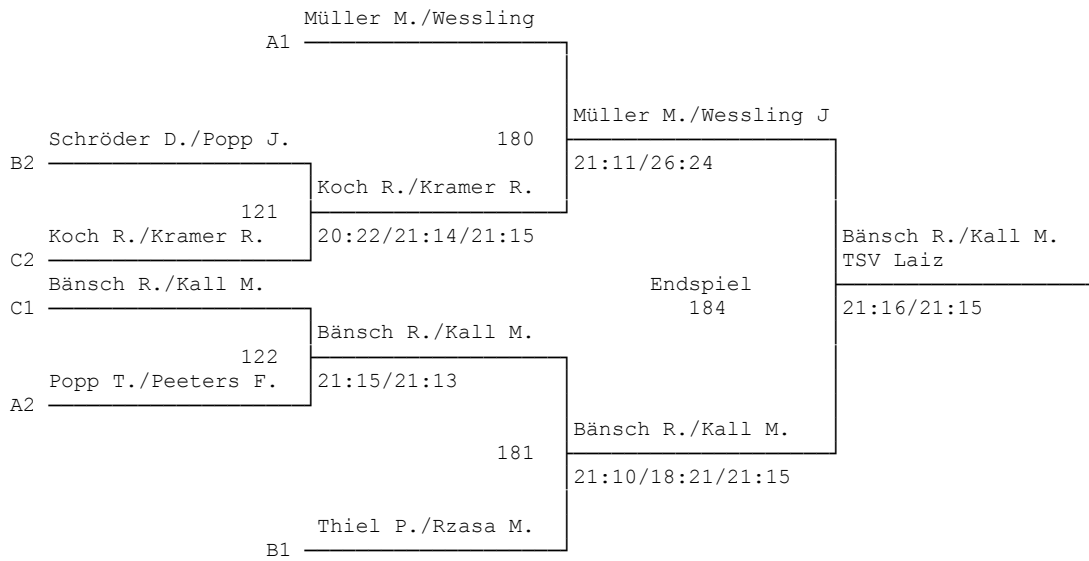 Müller M./Wessling
A1
Müller M./Wessling J
Schröder D./Popp J. 180
B2 21:11/26:24
Koch R./Kramer R.
121
Koch R./Kramer R. 20:22/21:14/21:15 Bänsch R./Kall M.
C2 TSV Laiz
Bänsch R./Kall M. Endspiel
C1 184 21:16/21:15
Bänsch R./Kall M.
122
Popp T./Peeters F. 21:15/21:13
A2
Bänsch R./Kall M.
181
21:10/18:21/21:15
Thiel P./Rzasa M.
B1